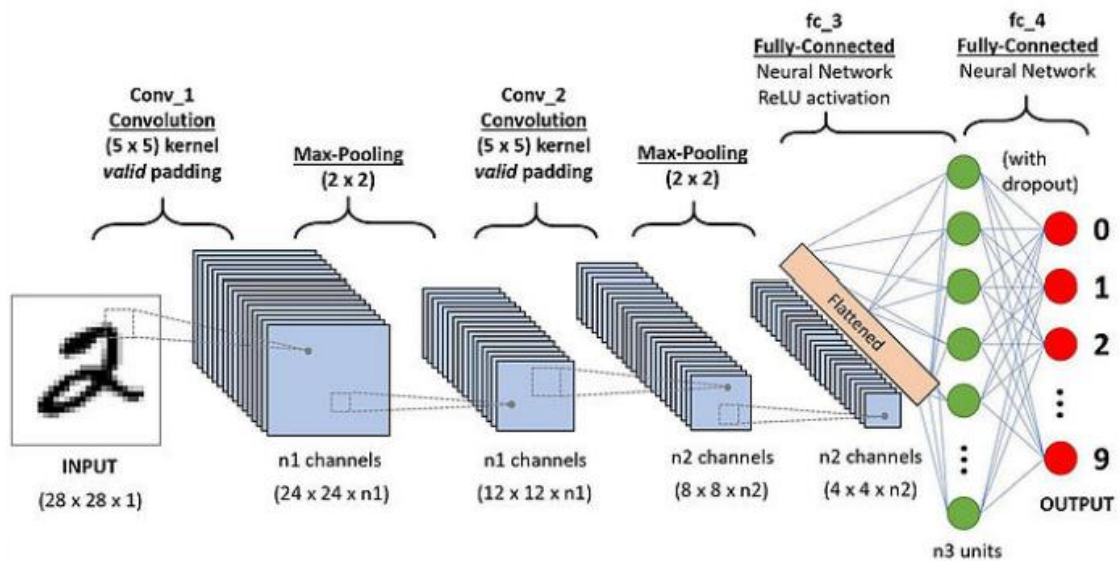 fc_3
Fully-Connected
Neural Network
ReLU activation
fc_4
Fully-Connected
Neural Network
Conv_1
Convolution
(5 x 5) kernel
valid padding
Max-Pooling
(2 x 2)
Conv_2
Convolution
(5 x 5) kernel
valid padding
Max-Pooling
(2 x 2)
(with
dropout)
Flattened
0
1
2
9
INPUT
(28 x 28 x 1)
n1 channels
(24 x 24 x n1)
n1 channels
(12 x 12 x n1)
n2 channels
(8 x 8 x n2)
n2 channels
(4 x 4 x n2)
OUTPUT
n3 units
2